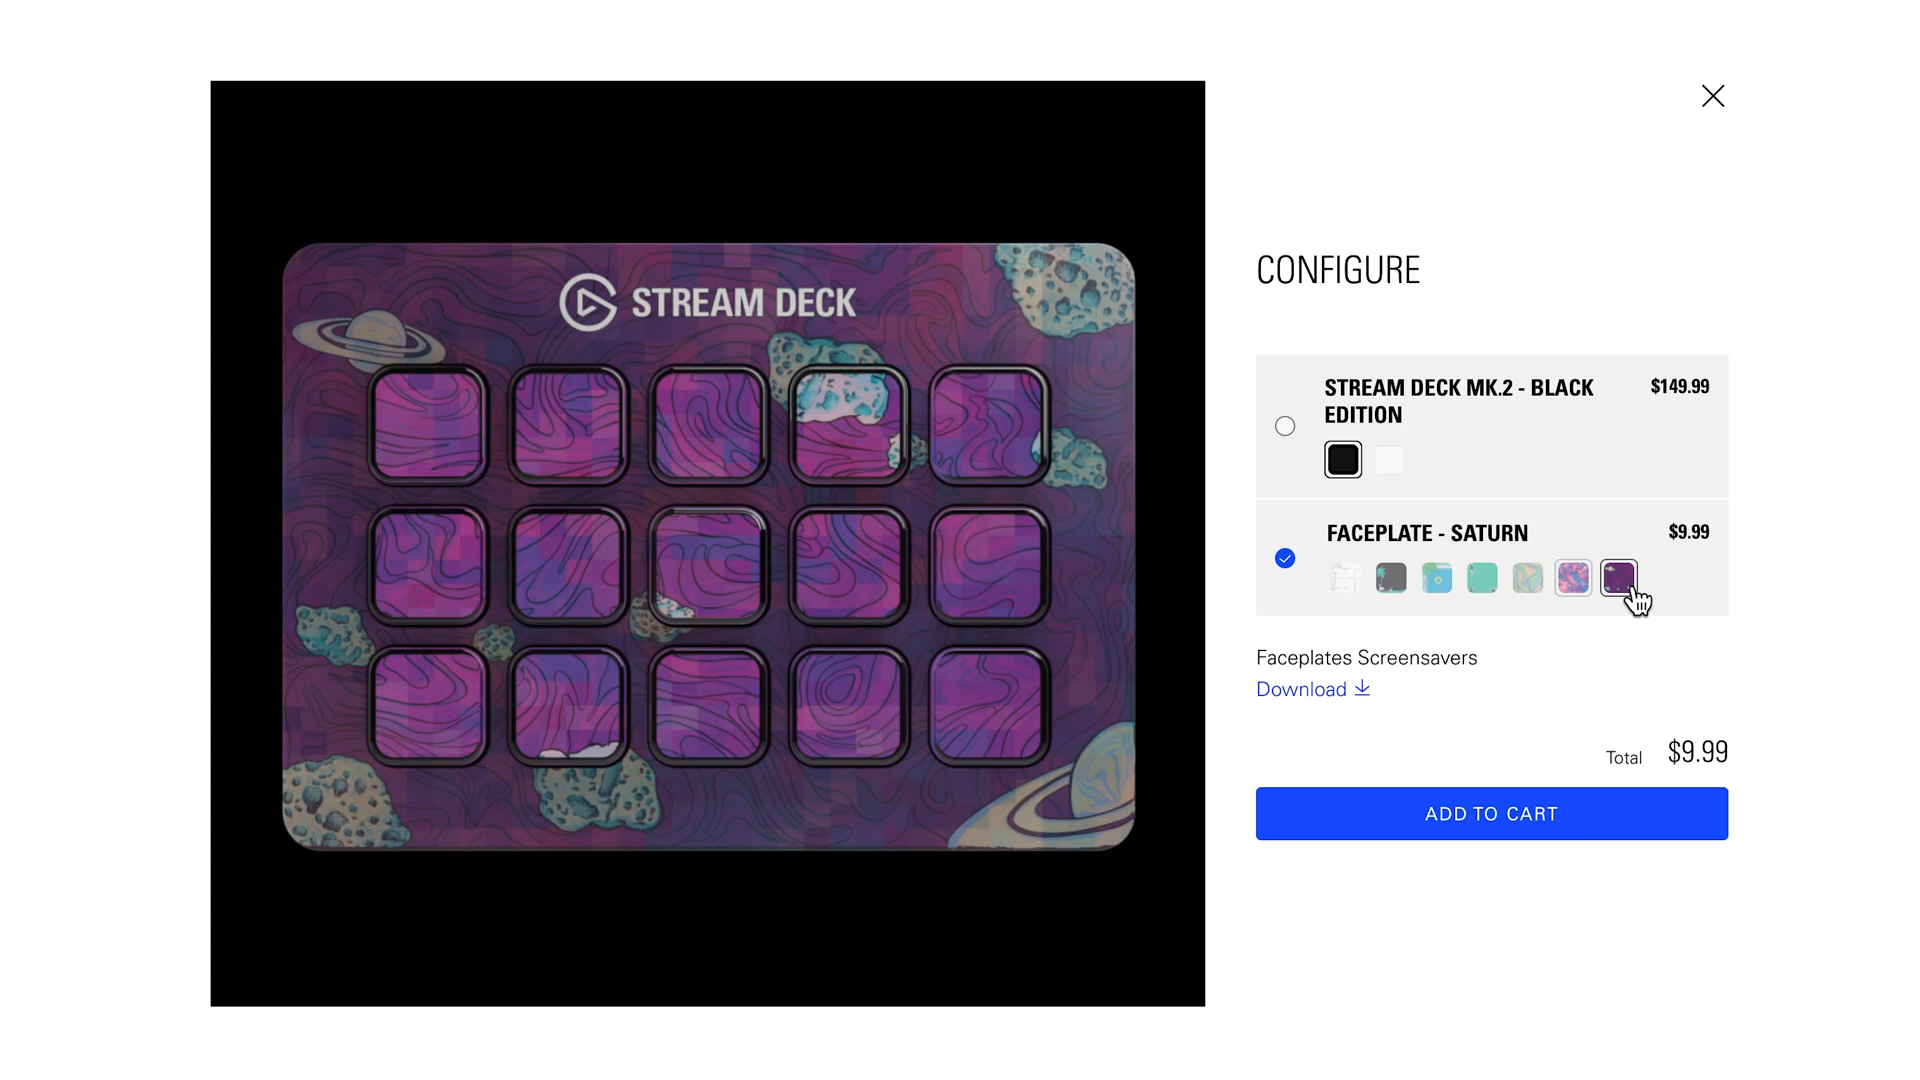 STREAM DECK
CONFIGURE
STREAM DECK MK.2 - BLACK
EDITION
$149.99
FACEPLATE - SATURN
$9.99
Faceplates Screensavers
Download
Total $9.99
ADD TO CART